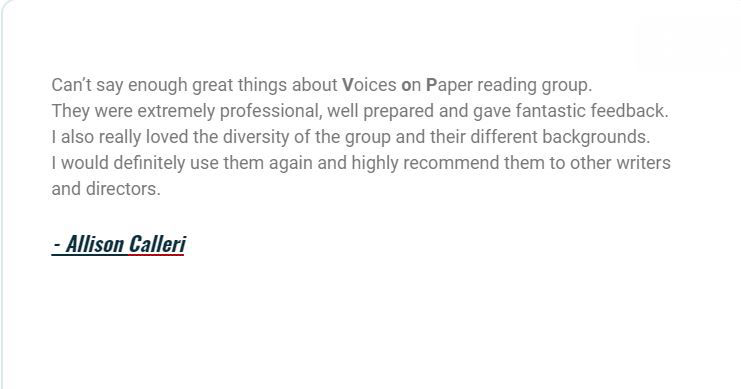 Can't say enough great things about Voices on Paper reading group.
They were extremely professional, well prepared and gave fantastic feedback.
I also really loved the diversity of the group and their different backgrounds.
I would definitely use them again and highly recommend them to other writers
and directors.
- Allison Calleri